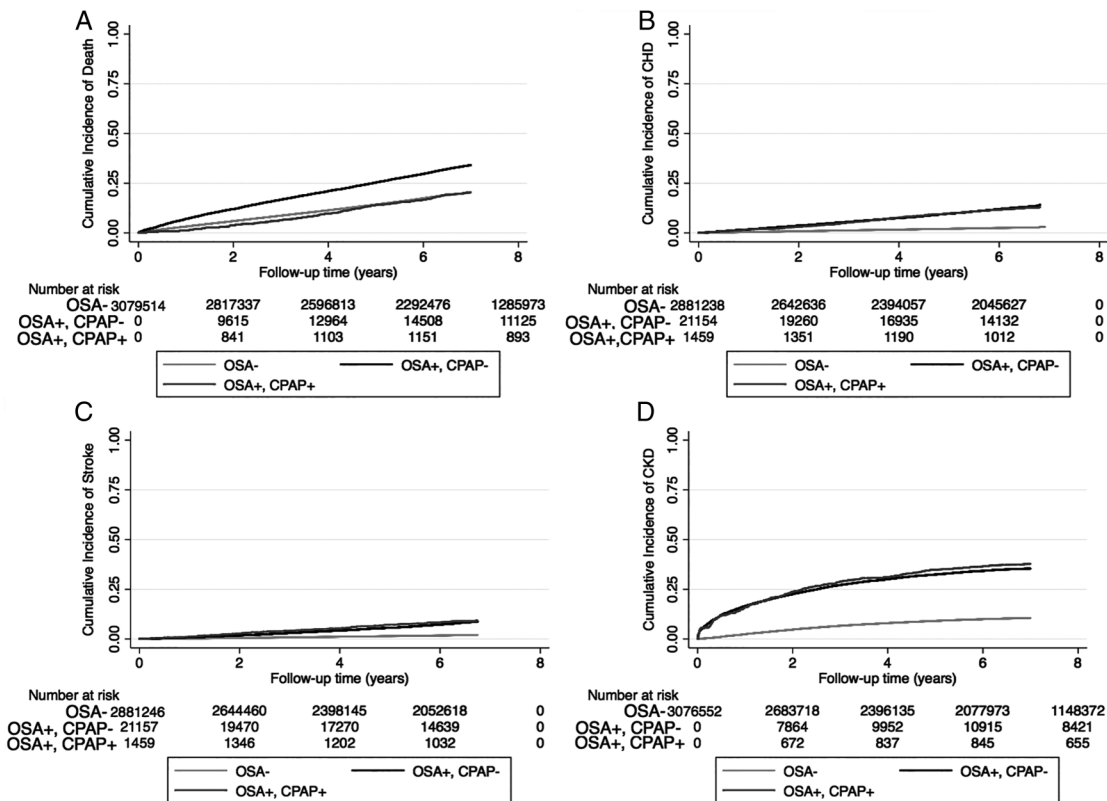 A
Cumulative Incidence of Death
1.00
0.75
0.50
0.25
0.00
0 2 4 6 8
Follow-up time (years)
Number at risk
OSA- 3079514 2817337 2596813 2292476 1285973
OSA+, CPAP- 0 9615 12964 14508 11125
OSA+, CPAP+ 0 841 1103 1151 893
OSA- OSA+, CPAP-
OSA+, CPAP+
B
Cumulative Incidence of CHD
1.00
0.75
0.50
0.25
0.00
0 2 4 6 8
Follow-up time (years)
Number at risk
OSA- 2881238 2642636 2394057 2045627 0
OSA+, CPAP- 21154 19260 16935 14132 0
OSA+,CPAP+ 1459 1351 1190 1012 0
OSA- OSA+, CPAP-
OSA+, CPAP+
C
Cumulative Incidence of Stroke
1.00
0.75
0.50
0.25
0.00
0 2 4 6 8
Follow-up time (years)
Number at risk
OSA- 2881246 2644460 2398145 2052618 0
OSA+, CPAP- 21157 19470 17270 14639 0
OSA+, CPAP+ 1459 1346 1202 1032 0
OSA- OSA+, CPAP-
OSA+, CPAP+
D
Cumulative Incidence of CKD
1.00
0.75
0.50
0.25
0.00
0 2 4 6 8
Follow-up time (years)
Number at risk
OSA- 3076552 2683718 2396135 2077973 1148372
OSA+, CPAP- 0 7864 9952 10915 8421
OSA+, CPAP+ 0 672 837 845 655
OSA- OSA+, CPAP-
OSA+, CPAP+